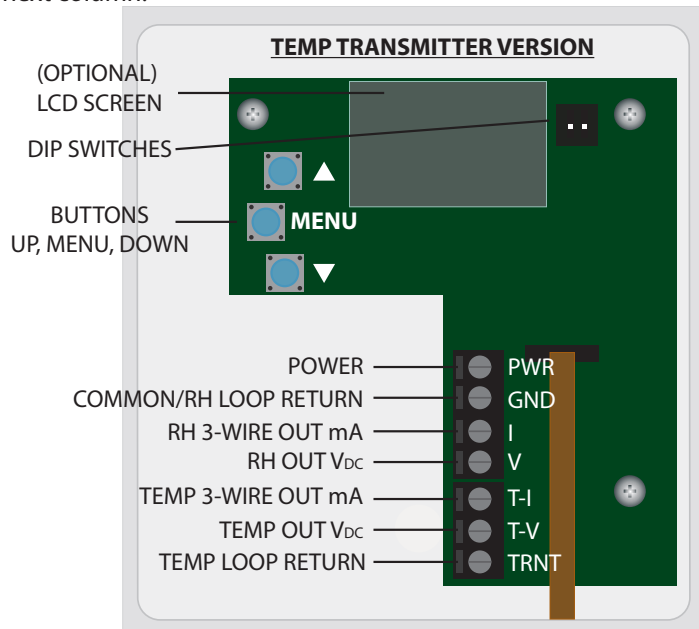 next column.
TEMP TRANSMITTER VERSION
(OPTIONAL)
LCD SCREEN
DIP SWITCHES
BUTTONS
UP, MENU, DOWN
MENU
POWER
PWR
COMMON/RH LOOP RETURN
GND
RH 3-WIRE OUT mA
I
RH OUT VDC
V
TEMP 3-WIRE OUT mA
T-I
TEMP OUT VDC
T-V
TEMP LOOP RETURN
TRNT